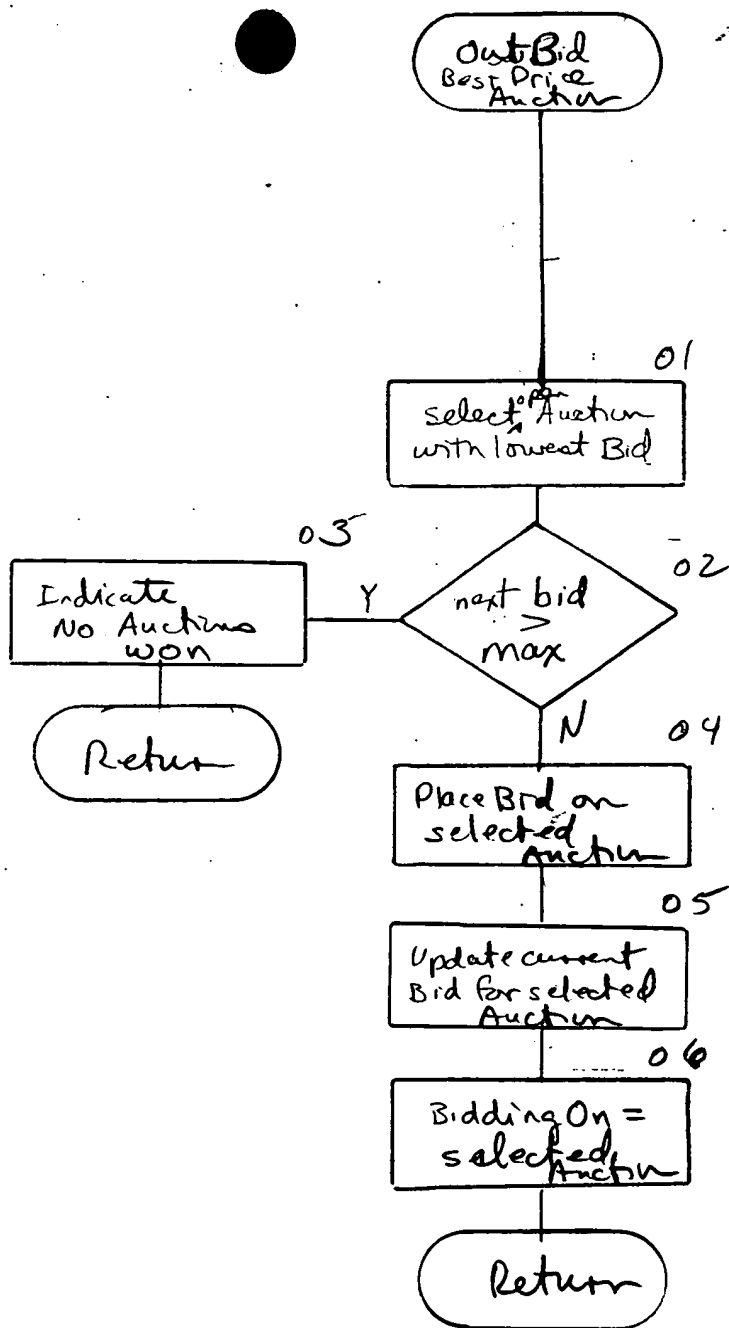 OutBid
Best Price
Auction
01
select open Auction
with lowest Bid
02
next bid
>
max
Y
03
Indicate
No Auctions
won
Return
N
04
Place Bid on
selected
Auction
05
Update current
Bid for selected
Auction
06
Bidding On =
selected
Auction
Return